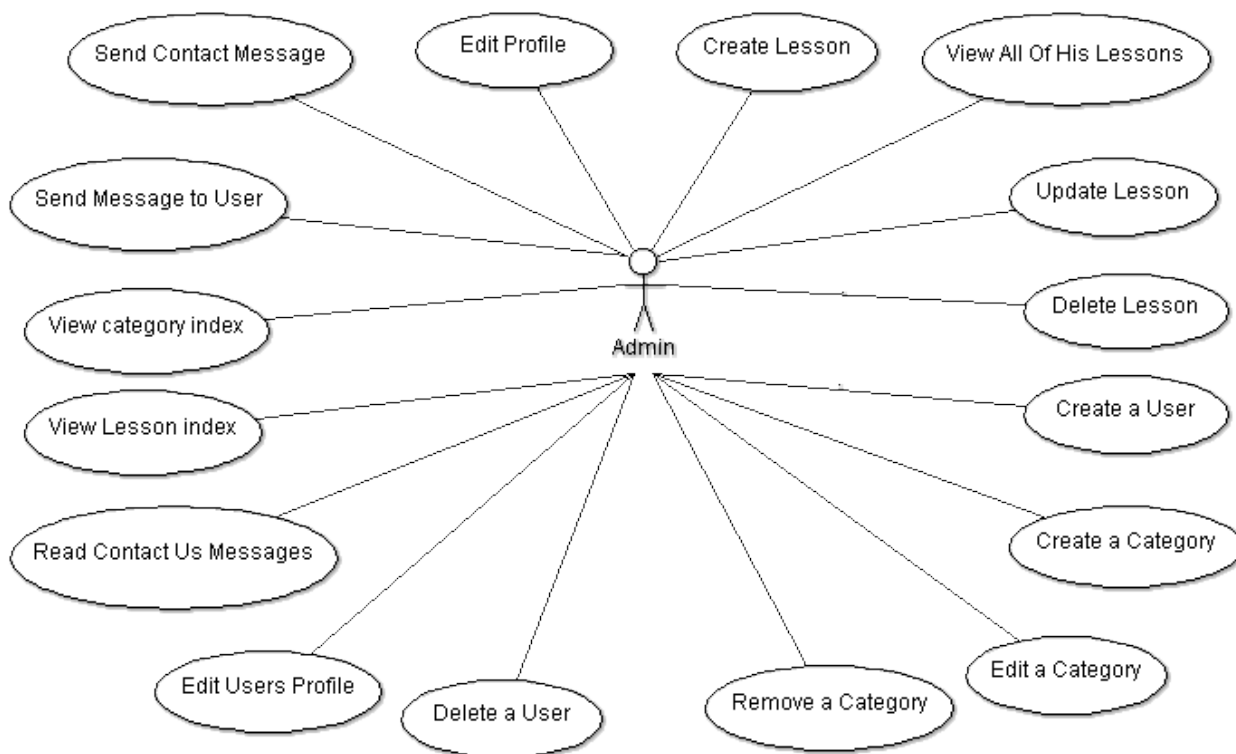 Send Contact Message
Edit Profile
Create Lesson
View All Of His Lessons
Send Message to User
Update Lesson
View category index
Delete Lesson
Admin
View Lesson index
Create a User
Read Contact Us Messages
Create a Category
Edit Users Profile
Delete a User
Remove a Category
Edit a Category